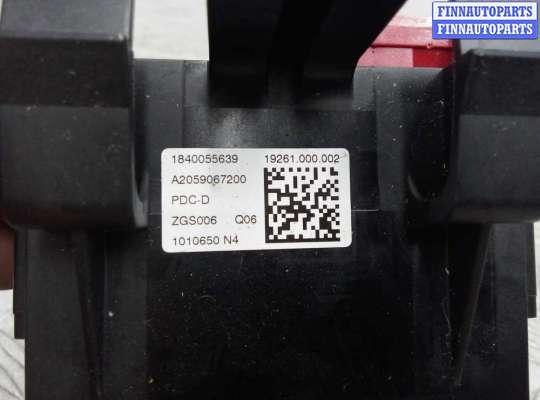 FINNAUTOPARTS
FINNAUTOPARTS
1840055639 19261.000.002
A2059067200
PDC-D
ZGS006 Q06
1010650 N4